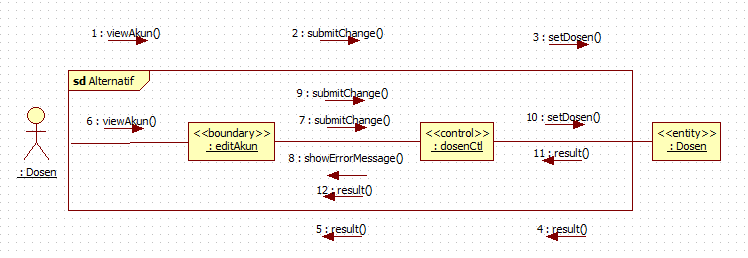 1 : viewAkun()
2 : submitChange()
3 : setDosen()
sd Alternatif
9 : submitChange()
6 : viewAkun()
7 : submitChange()
10 : setDosen()
<<boundary>>
: editAkun
<<control>>
: dosenCtl
<<entity>>
: Dosen
8 : showErrorMessage()
11 : result()
: Dosen
12 : result()
5 : result()
4 : result()